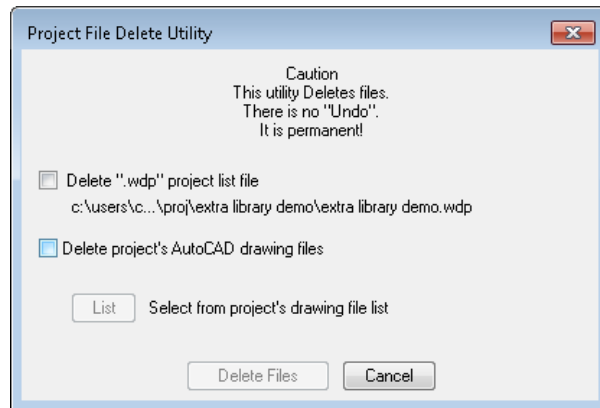 Project File Delete Utility
Caution
This utility Deletes files.
There is no "Undo".
It is permanent!
Delete ".wdp" project list file
c:\users\c...\proj\extra library demo\extra library demo.wdp
Delete project's AutoCAD drawing files
List Select from project's drawing file list
Delete Files Cancel